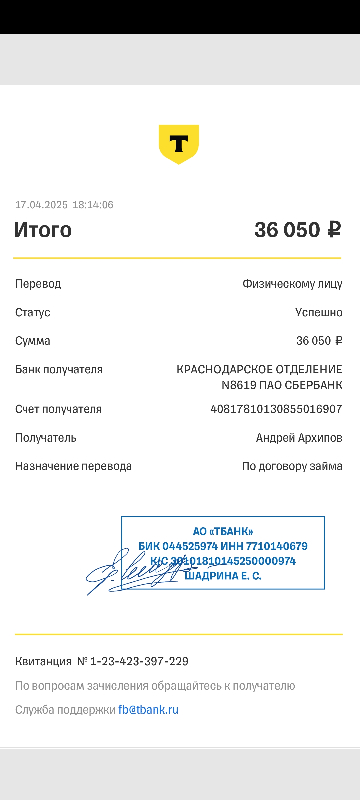 Т
17.04.2025 18:14:06
Итого 36 050 ₽
Перевод Физическому лицу
Статус Успешно
Сумма 36 050 ₽
Банк получателя КРАСНОДАРСКОЕ ОТДЕЛЕНИЕ
N8619 ПАО СБЕРБАНК
Счет получателя 40817810130855016907
Получатель Андрей Архипов
Назначение перевода По договору займа
АО «ТБАНК»
БИК 044525974 ИНН 7710140679
К/С 30101810145250000974
ШАДРИНА Е. С.
Квитанция № 1-23-423-397-229
По вопросам зачисления обращайтесь к получателю
Служба поддержки fb@tbank.ru